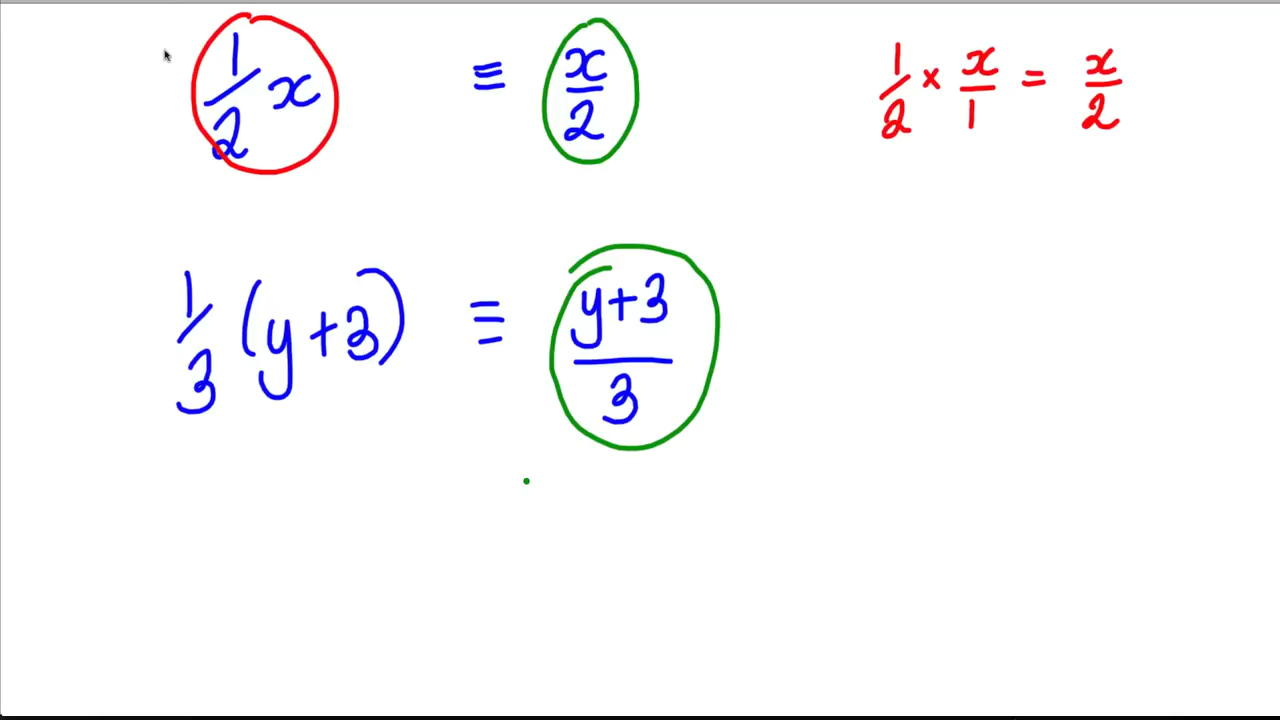 1/2 x ≡ x/2
1/2 × x/1 = x/2
1/3 (y+3) ≡ (y+3)/3